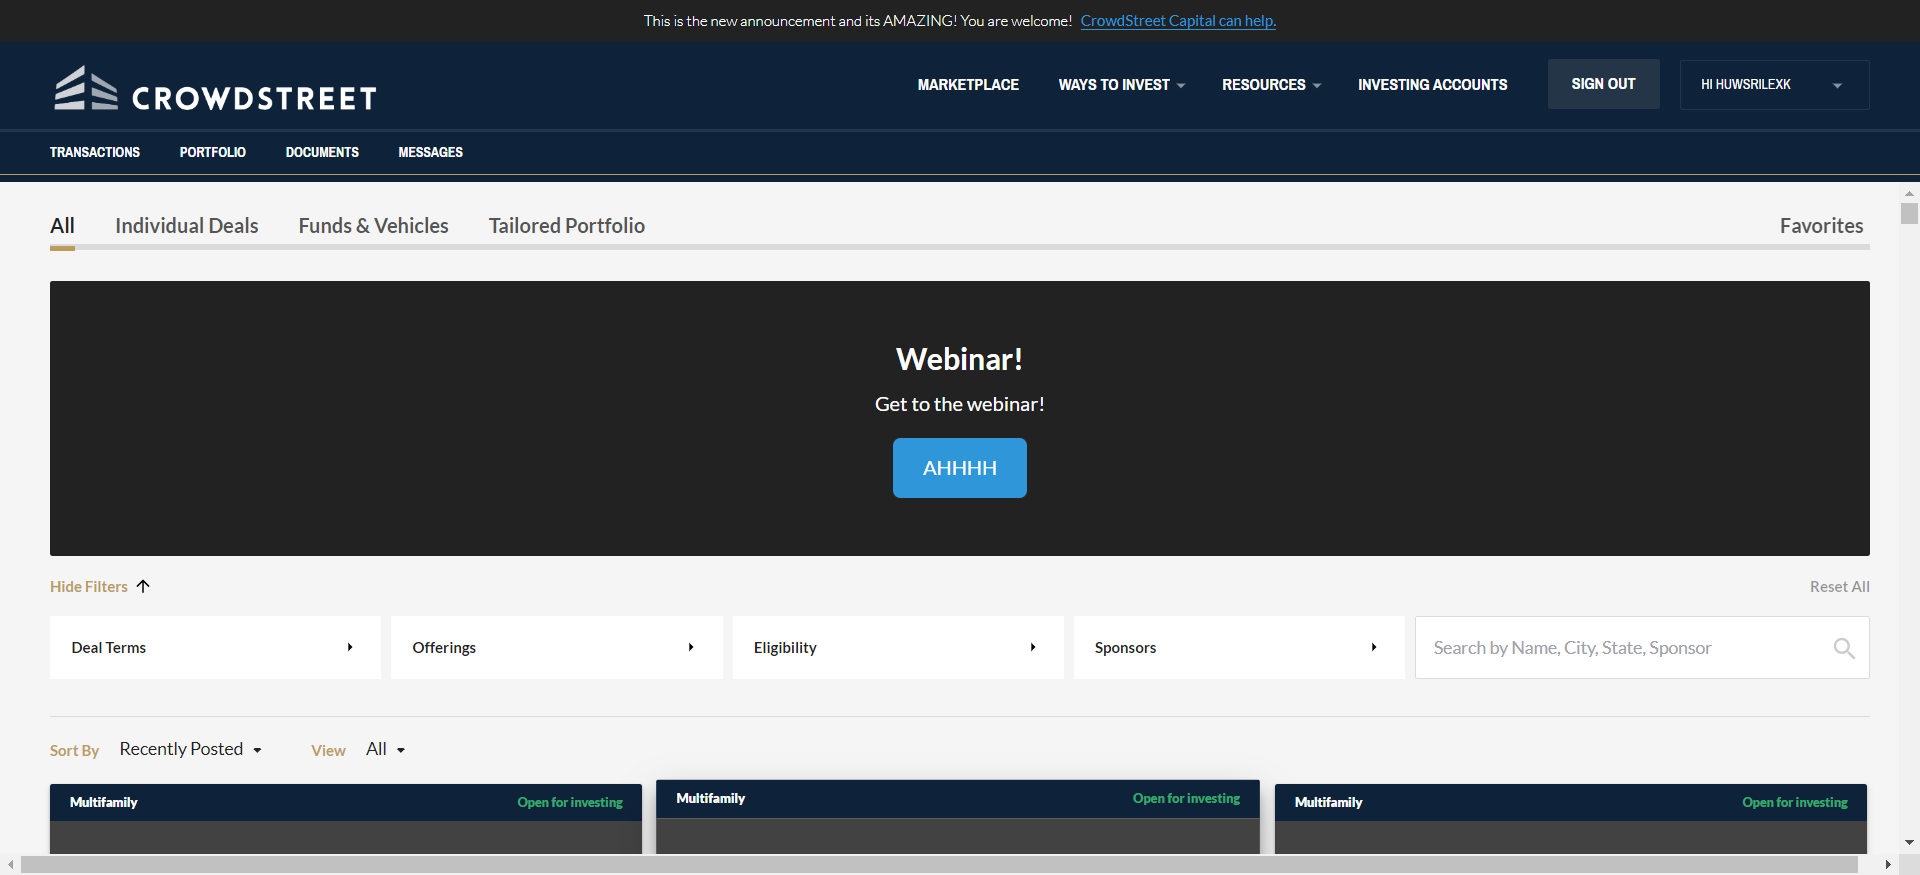 This is the new announcement and its AMAZING! You are welcome! CrowdStreet Capital can help.
CROWDSTREET
MARKETPLACE WAYS TO INVEST RESOURCES INVESTING ACCOUNTS SIGN OUT HI HUWSRILEXK
TRANSACTIONS PORTFOLIO DOCUMENTS MESSAGES
All Individual Deals Funds & Vehicles Tailored Portfolio Favorites
Webinar!
Get to the webinar!
AHHHH
Hide Filters Reset All
Deal Terms Offerings Eligibility Sponsors Search by Name, City, State, Sponsor
Sort By Recently Posted View All
Multifamily Open for investing Multifamily Open for investing Multifamily Open for investing